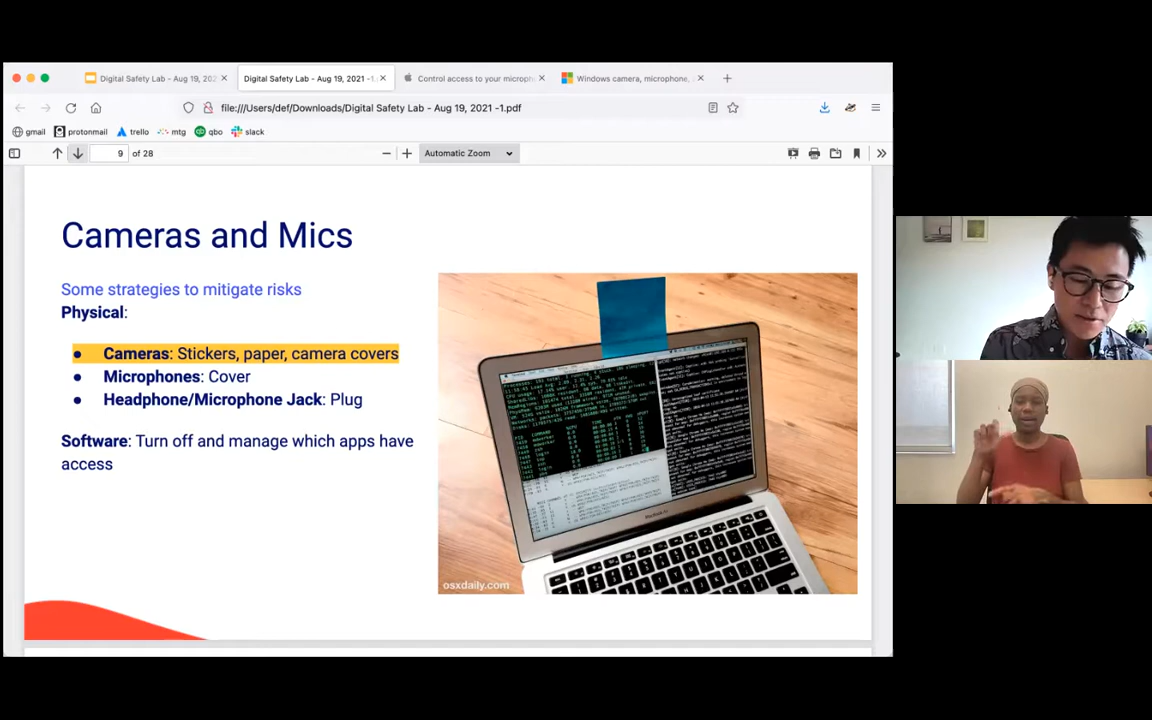 Digital Safety Lab - Aug 19, 202
Digital Safety Lab - Aug 19, 2021 -1.
Control access to your microph
Windows camera, microphone,
file:///Users/def/Downloads/Digital Safety Lab - Aug 19, 2021 -1.pdf
gmail protonmail trello mtg qbo slack
9 of 28
Automatic Zoom
Cameras and Mics
Some strategies to mitigate risks
Physical:
● Cameras: Stickers, paper, camera covers
● Microphones: Cover
● Headphone/Microphone Jack: Plug
Software: Turn off and manage which apps have
access
osxdaily.com